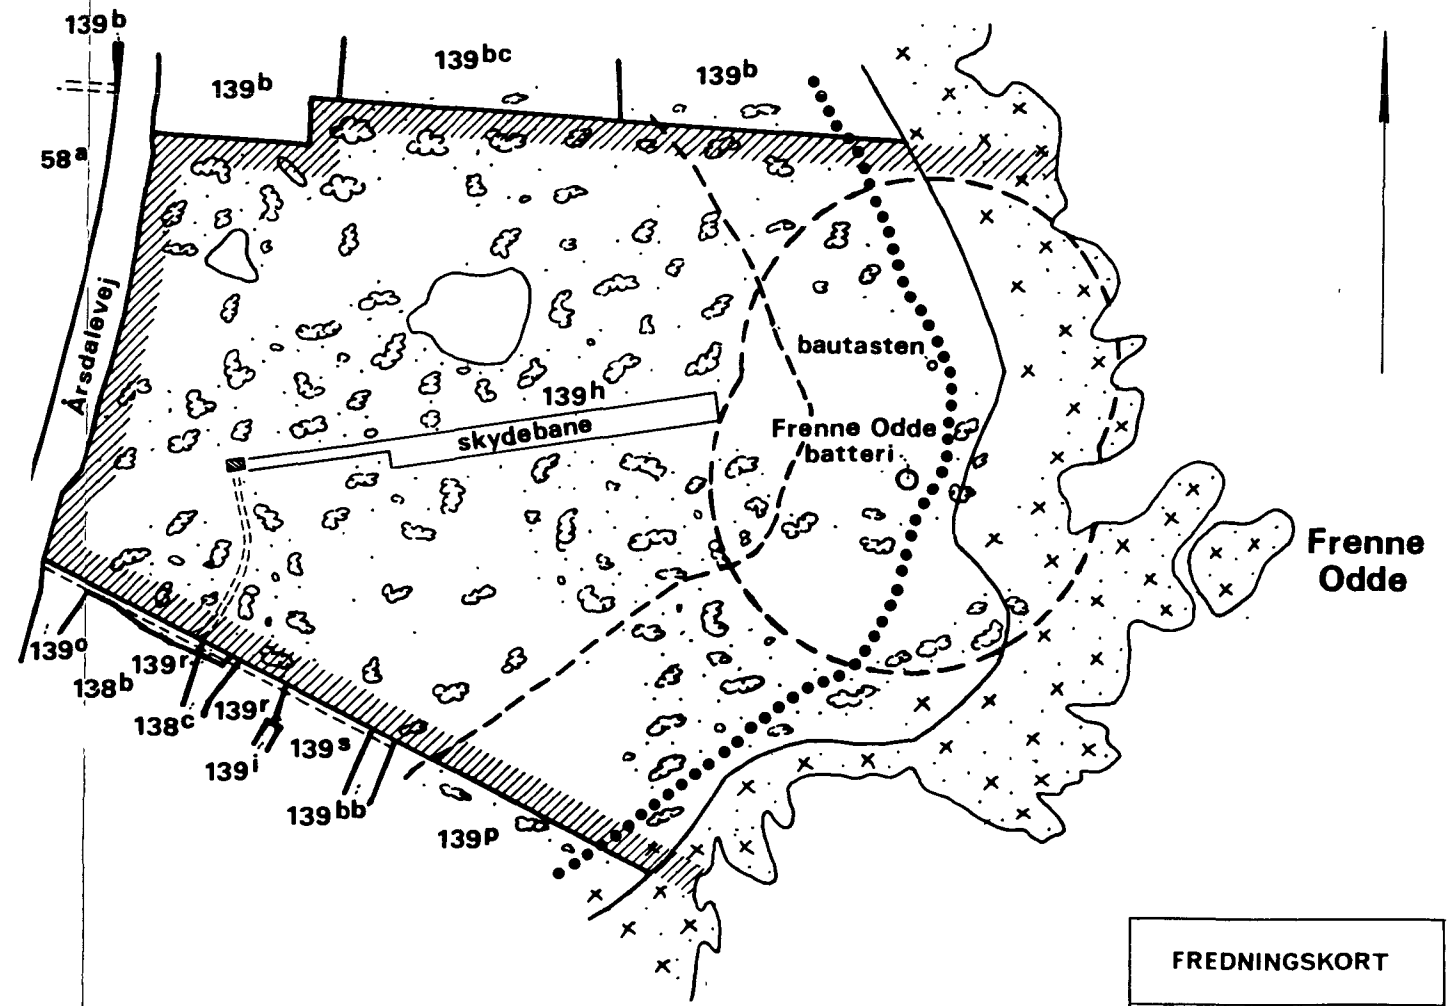 139b
139b
139bc
139b
58a
Årsdalevej
bautasten
139h
skydebane
Frenne Odde
batteri
Frenne
Odde
139o
138b
139r
138c
139r
139i
139s
139bb
139p
FREDNINGSKORT